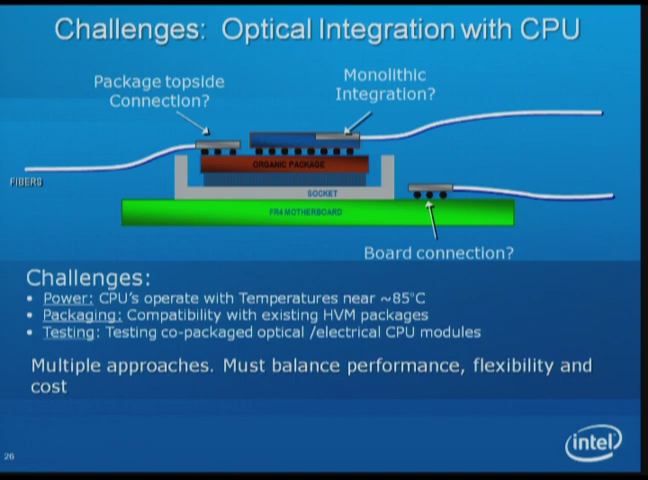 Challenges: Optical Integration with CPU
Package topside
Connection?
Monolithic
Integration?
ORGANIC PACKAGE
FIBERS
SOCKET
FR4 MOTHERBOARD
Board connection?
Challenges:
• Power: CPU's operate with Temperatures near ~85°C
• Packaging: Compatibility with existing HVM packages
• Testing: Testing co-packaged optical /electrical CPU modules
Multiple approaches. Must balance performance, flexibility and
cost
intel
26